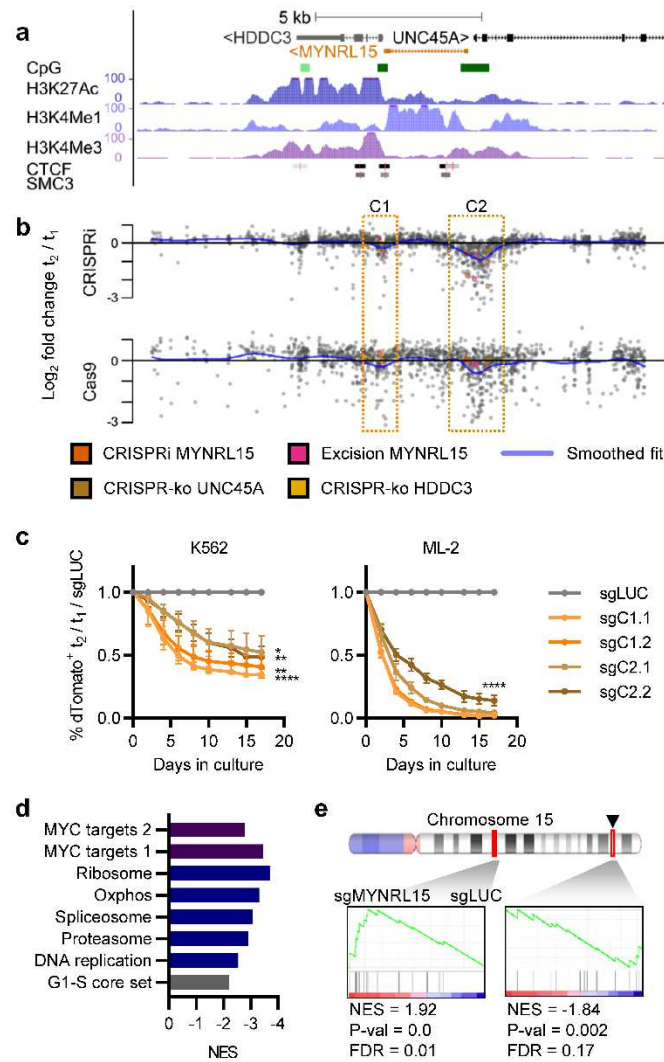 a
5 kb
<HDDC3
UNC45A>
<MYNRL15
CpG
H3K27Ac
100
0
H3K4Me1
100
0
H3K4Me3
100
0
CTCF
SMC3
b
C1
C2
Log2 fold change t2 / t1
CRISPRi
0
-3
Cas9
0
-3
CRISPRi MYNRL15
Excision MYNRL15
Smoothed fit
CRISPR-ko UNC45A
CRISPR-ko HDDC3
c
K562
ML-2
% dTomato+ t2 / t1 / sgLUC
1.0
0.5
0.0
*
**
**
****
0 5 10 15 20
Days in culture
1.0
0.5
0.0
****
0 5 10 15 20
Days in culture
sgLUC
sgC1.1
sgC1.2
sgC2.1
sgC2.2
d
MYC targets 2
MYC targets 1
Ribosome
Oxphos
Spliceosome
Proteasome
DNA replication
G1-S core set
0 -1 -2 -3 -4
NES
e
Chromosome 15
sgMYNRL15
sgLUC
NES = 1.92
P-val = 0.0
FDR = 0.01
NES = -1.84
P-val = 0.002
FDR = 0.17